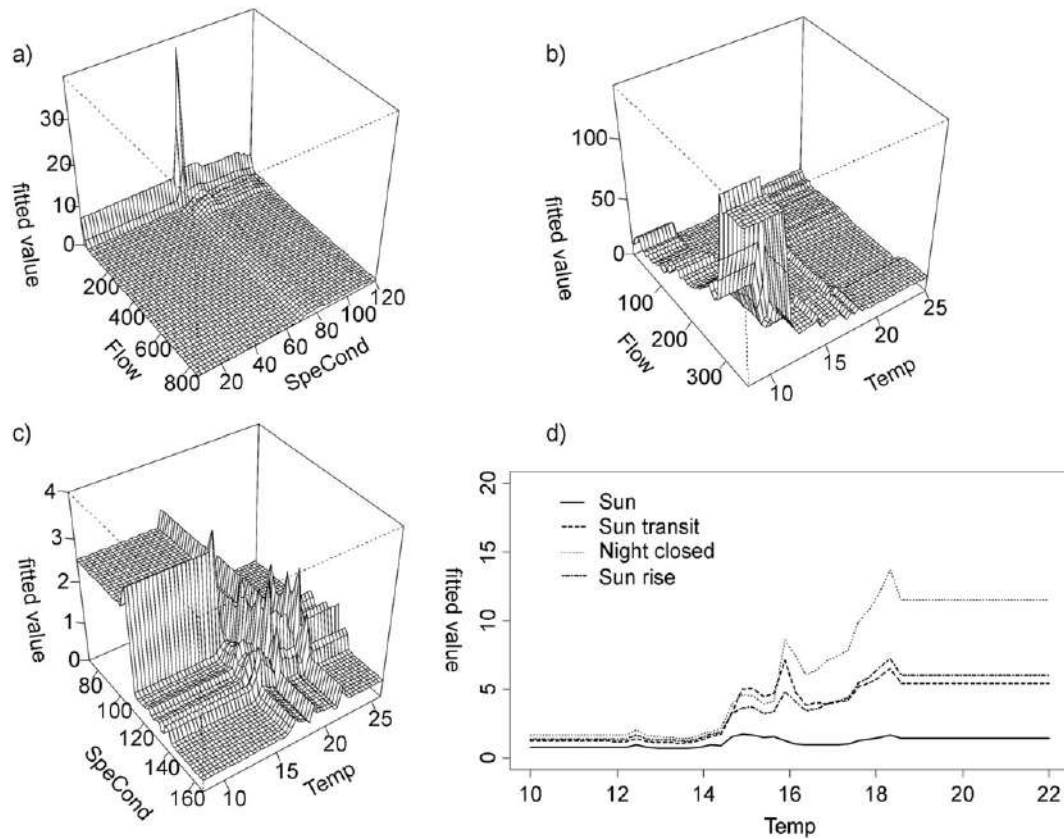 a)
30
20
10
0
fitted value
200
400
600
800
Flow
20
40
60
80
100
120
SpeCond
b)
100
50
0
fitted value
100
200
300
Flow
10
15
20
25
Temp
c)
4
3
2
1
0
fitted value
80
100
120
140
160
SpeCond
10
15
20
25
Temp
d)
20
15
10
5
0
fitted value
Sun
Sun transit
Night closed
Sun rise
10 12 14 16 18 20 22
Temp